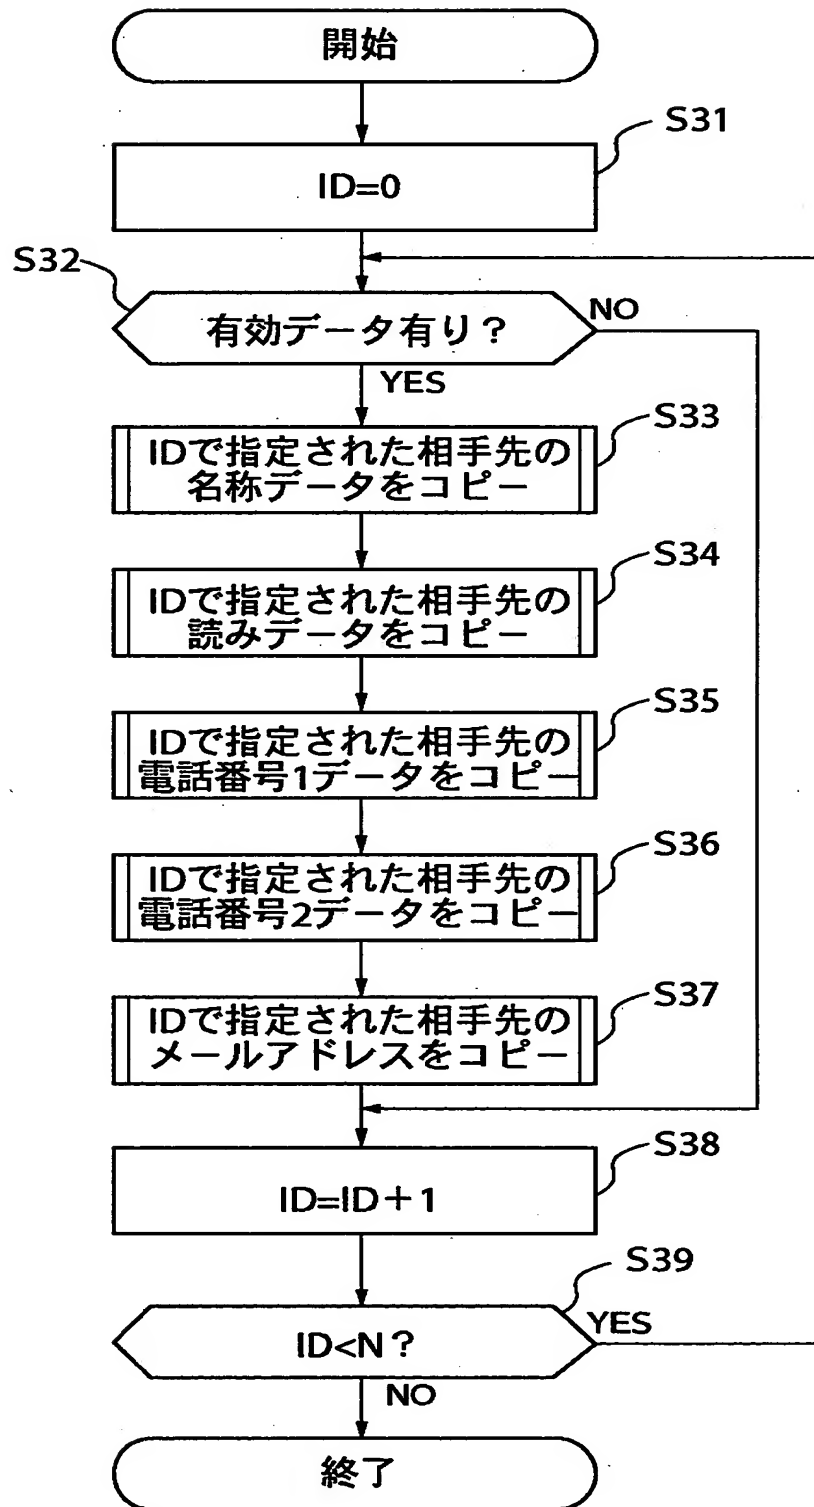 開始
S31
ID=0
S32
有効データ有り？
NO
YES
S33
IDで指定された相手先の
名称データをコピー
S34
IDで指定された相手先の
読みデータをコピー
S35
IDで指定された相手先の
電話番号1データをコピー
S36
IDで指定された相手先の
電話番号2データをコピー
S37
IDで指定された相手先の
メールアドレスをコピー
S38
ID=ID＋1
S39
ID<N？
YES
NO
終了